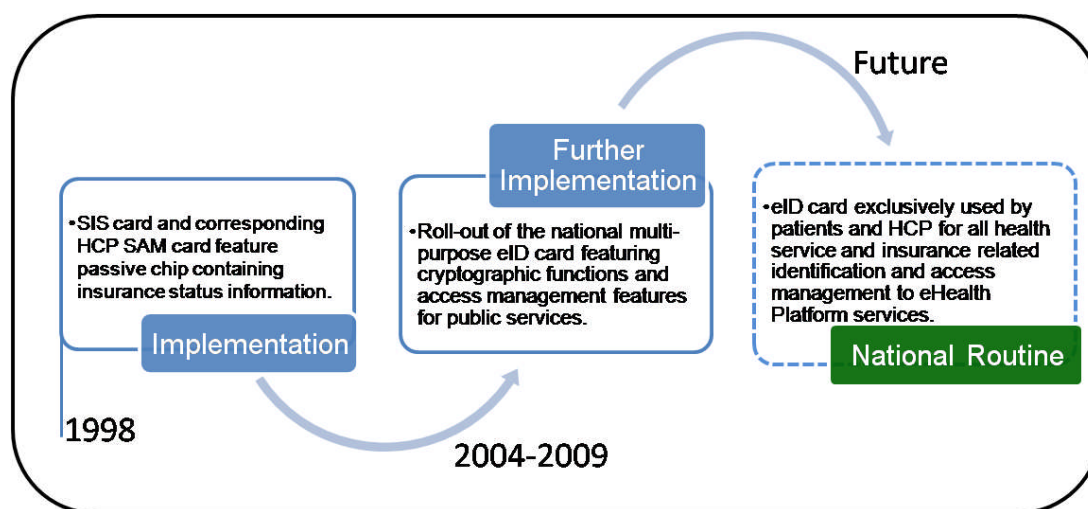 •SIS card and corresponding
HCP SAM card feature
passive chip containing
insurance status information.
Implementation
1998
Further
Implementation
•Roll-out of the national multi-
purpose eID card featuring
cryptographic functions and
access management features
for public services.
2004-2009
Future
•eID card exclusively used by
patients and HCP for all health
service and insurance related
identification and access
management to eHealth
Platform services.
National Routine